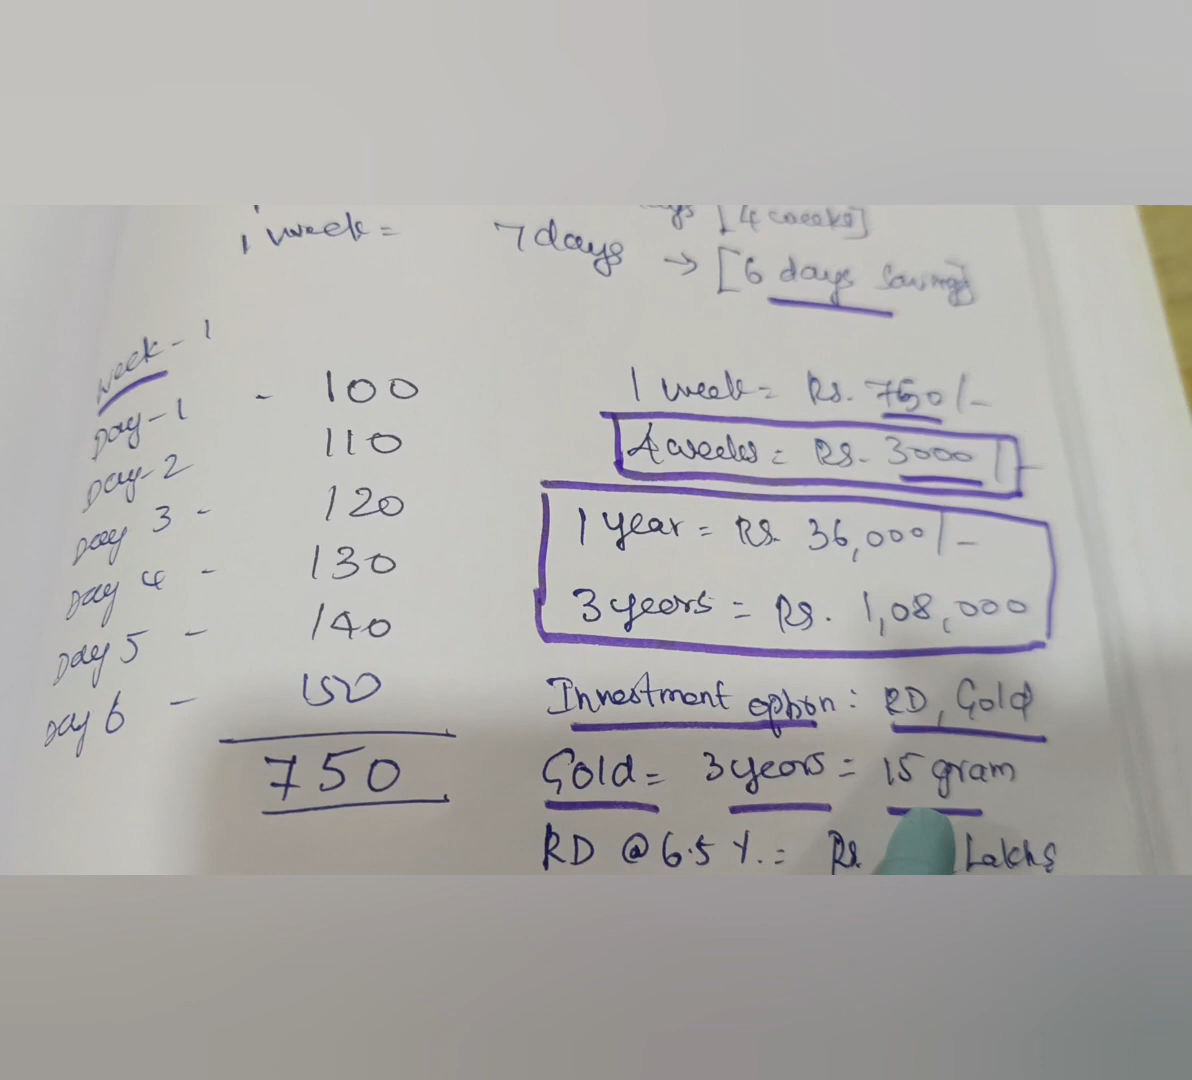 [4 weeks]
1 week = 7 days → [6 days saving]
Week - 1
Day - 1 - 100
Day - 2 110
Day 3 - 120
Day 4 - 130
Day 5 - 140
Day 6 - 150
750
1 week = Rs. 750/-
4 weeks = Rs. 3000/-
1 year = Rs. 36,000/-
3 years = Rs. 1,08,000
Investment option : RD, Gold
Gold = 3 years = 15 gram
RD @ 6.5 %. = Rs. Lakhs